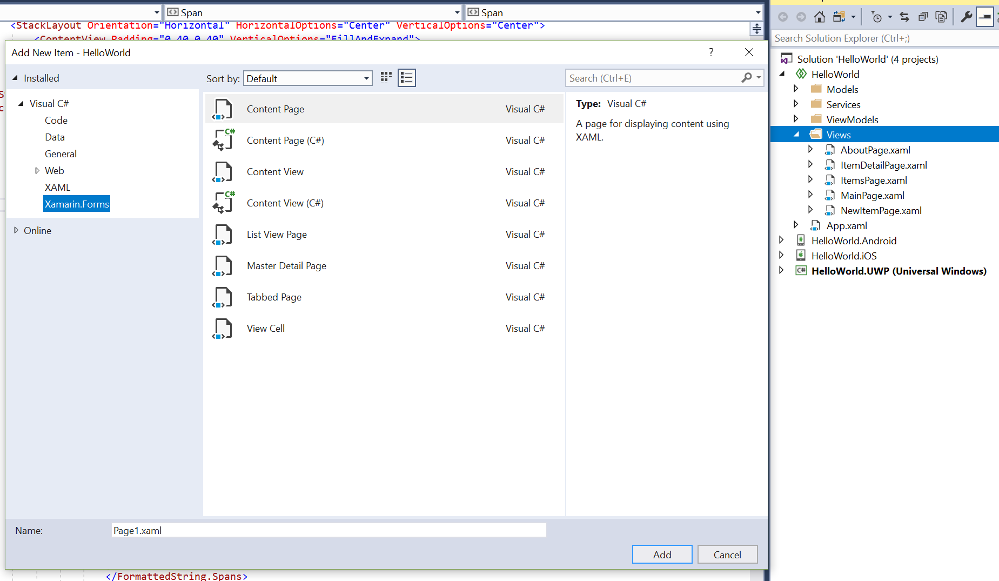 Span
Span
<StackLayout Orientation="Horizontal" HorizontalOptions="Center" VerticalOptions="Center">
<ContentView Padding="0,40,0,40" VerticalOptions="FillAndExpand">
Add New Item - HelloWorld
?
Installed
Visual C#
Code
Data
General
Web
XAML
Xamarin.Forms
Online
Sort by: Default
Search (Ctrl+E)
Content Page Visual C#
C#
Content Page (C#) Visual C#
Content View Visual C#
C#
Content View (C#) Visual C#
List View Page Visual C#
Master Detail Page Visual C#
Tabbed Page Visual C#
View Cell Visual C#
Type: Visual C#
A page for displaying content using
XAML.
Name: Page1.xaml
Add
Cancel
</FormattedString.Spans>
Search Solution Explorer (Ctrl+;)
Solution 'HelloWorld' (4 projects)
HelloWorld
Models
Services
ViewModels
Views
AboutPage.xaml
ItemDetailPage.xaml
ItemsPage.xaml
MainPage.xaml
NewItemPage.xaml
App.xaml
HelloWorld.Android
HelloWorld.iOS
C# HelloWorld.UWP (Universal Windows)